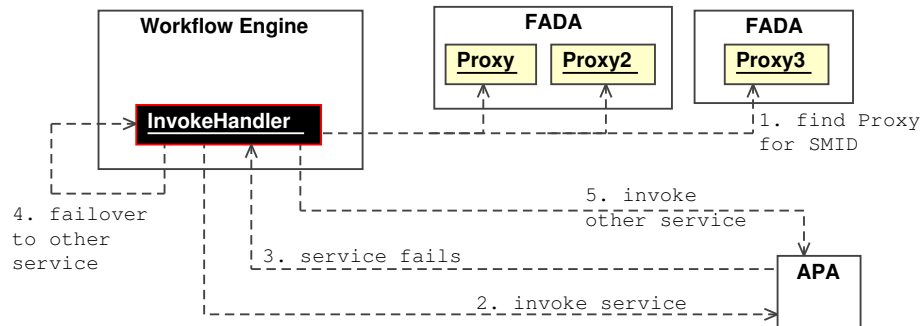 Workflow Engine
FADA
FADA
Proxy
Proxy2
Proxy3
InvokeHandler
1. find Proxy
for SMID
4. failover
to other
service
5. invoke
other service
3. service fails
APA
2. invoke service